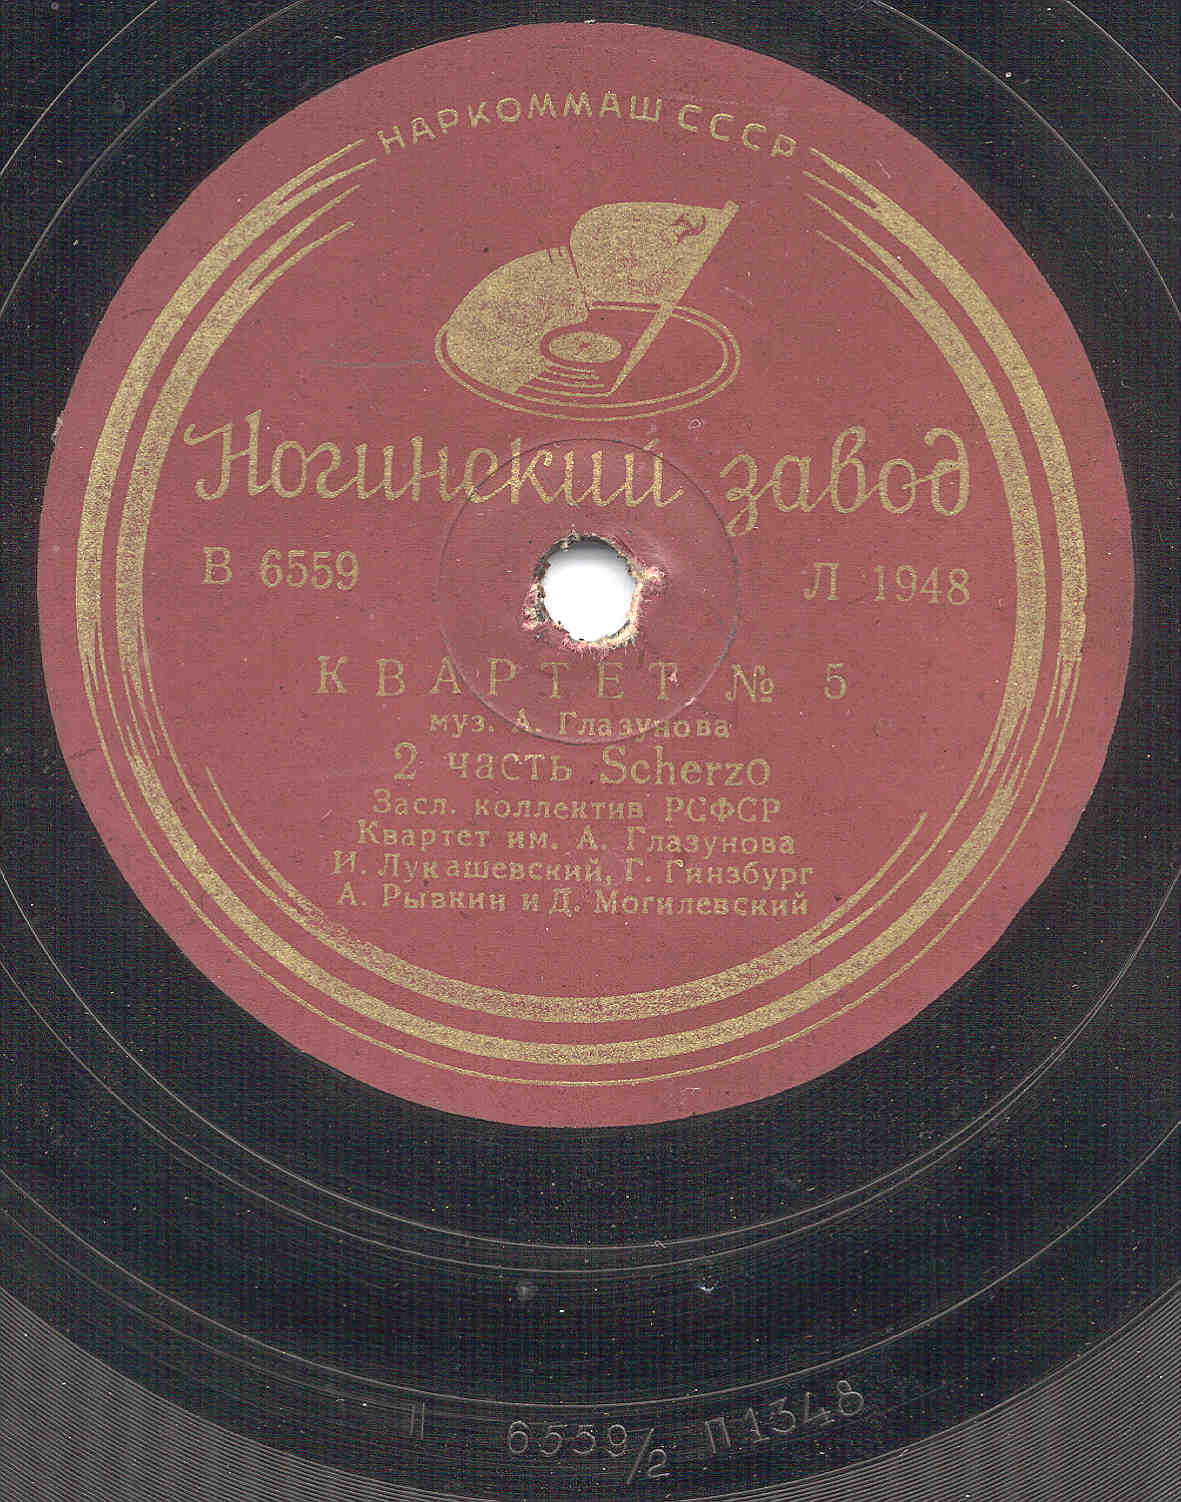 НАРКОММАШ СССР
Ногинский завод
В 6559
Л 1948
КВАРТЕТ № 5
муз. А. Глазунова
2 часть Scherzo
Засл. коллектив РСФСР
Квартет им. А. Глазунова
И. Лукашевский, Г. Гинзбург
А. Рывкин и Д. Могилевский
II 6559/2 П1348